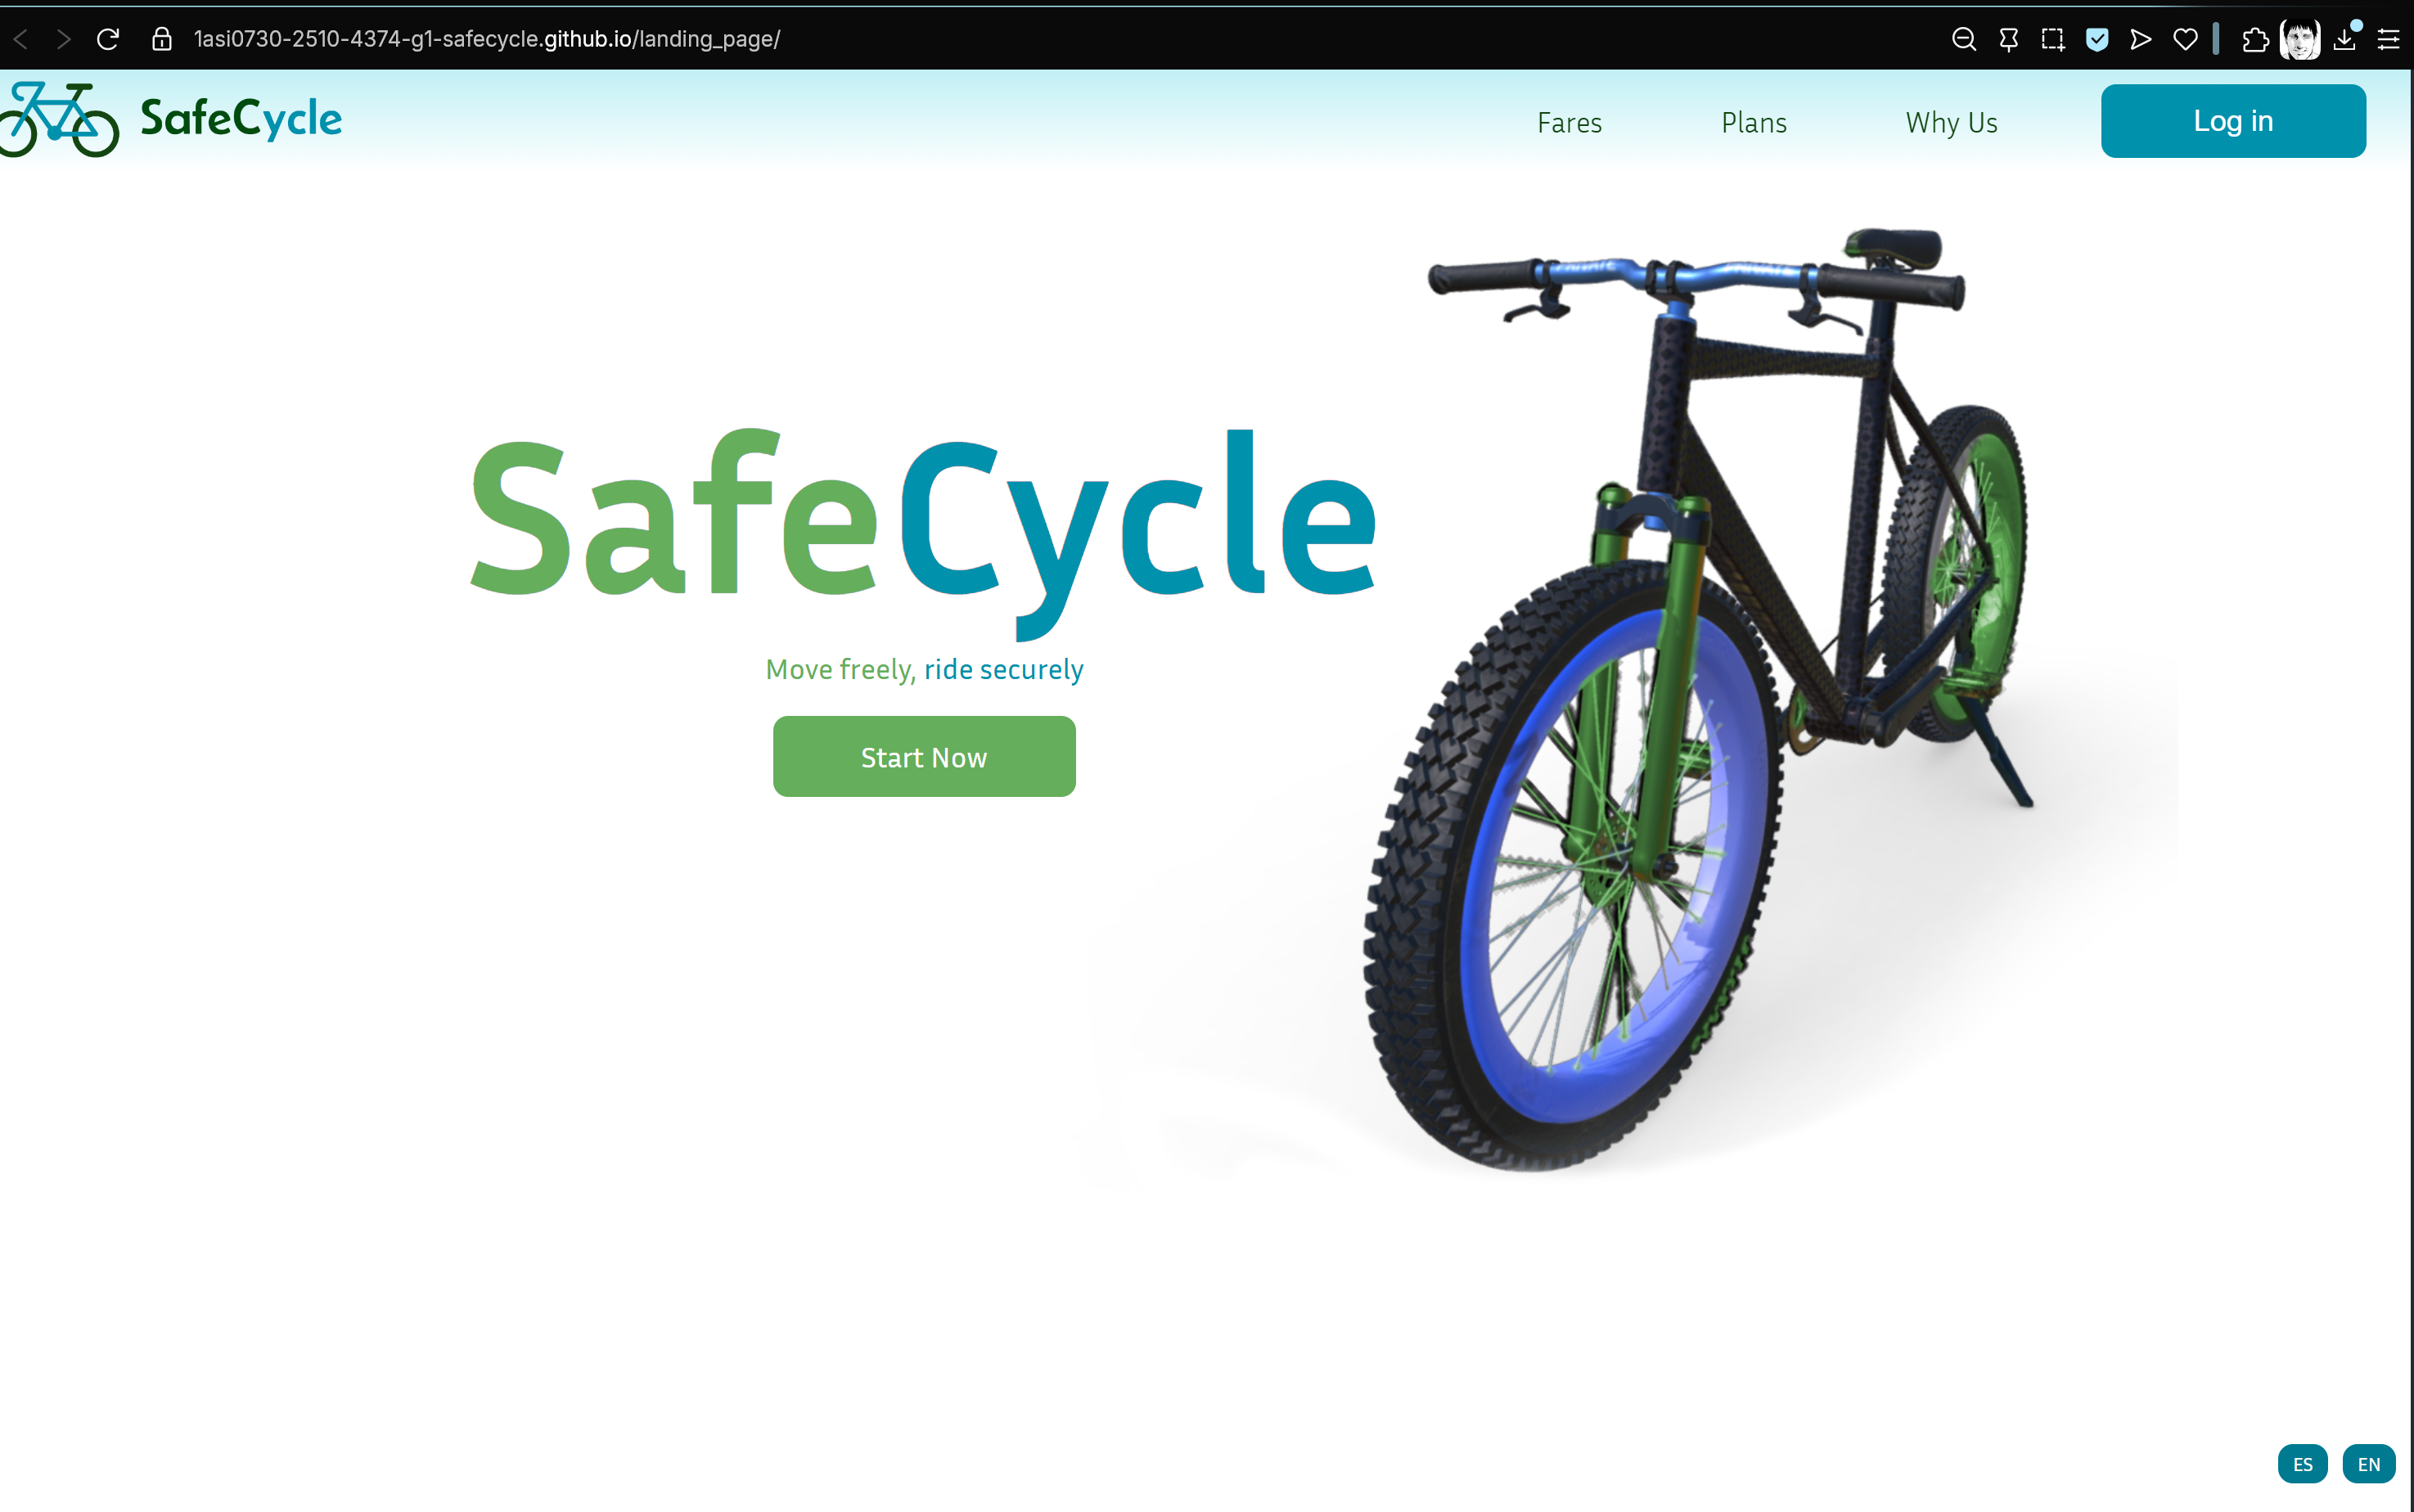 1asi0730-2510-4374-g1-safecycle.github.io/landing_page/
SafeCycle
Fares
Plans
Why Us
Log in
SafeCycle
Move freely, ride securely
Start Now
ES
EN